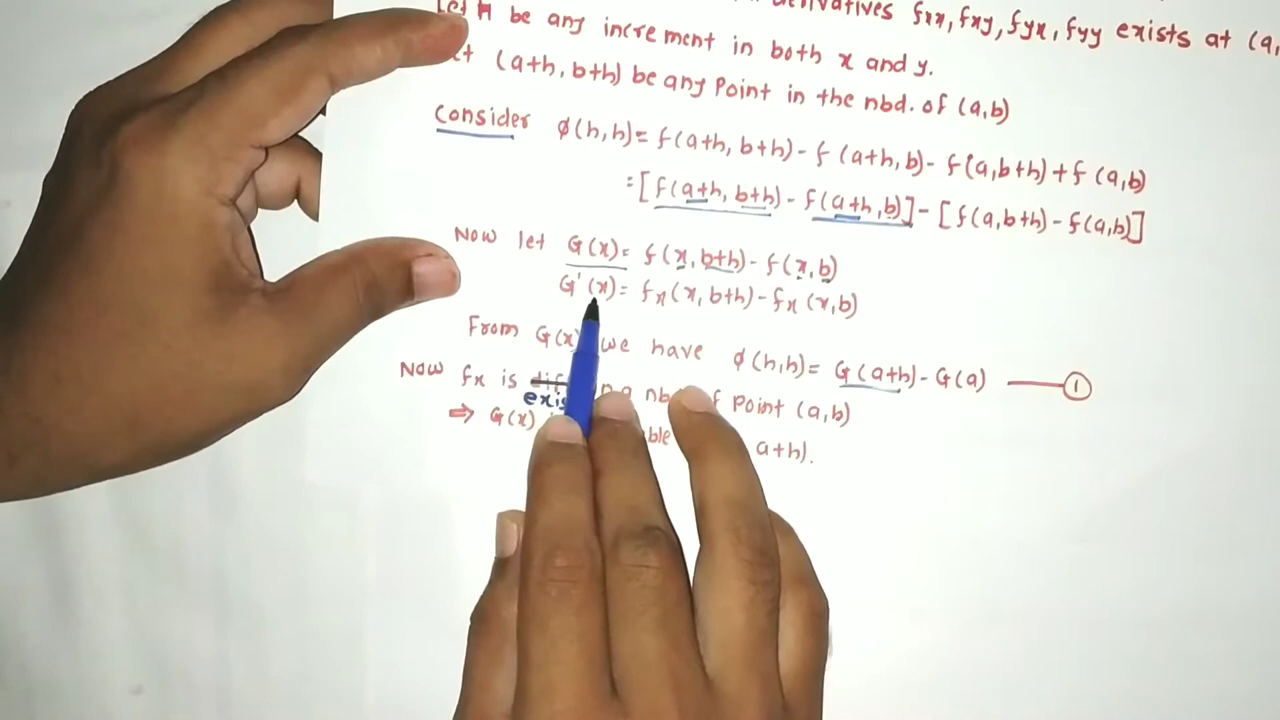 derivatives fxx, fxy, fyx, fyy exists at (a,
Let h be any increment in both x and y.
(a+h, b+h) be any Point in the nbd. of (a,b)
Consider ϕ(h,h)= f(a+h, b+h)- f(a+h, b)- f(a,b+h)+f(a,b)
=[f(a+h, b+h)- f(a+h,b)]-[f(a,b+h)-f(a,b)]
Now let G(x)= f(x,b+h)-f(x,b)
G'(x)= fx(x, b+h)-fx(x,b)
From G(x) we have ϕ(h,h)= G(a+h)-G(a) ①
Now fx is of Point (a,b)
⇒ G(x) a+h).